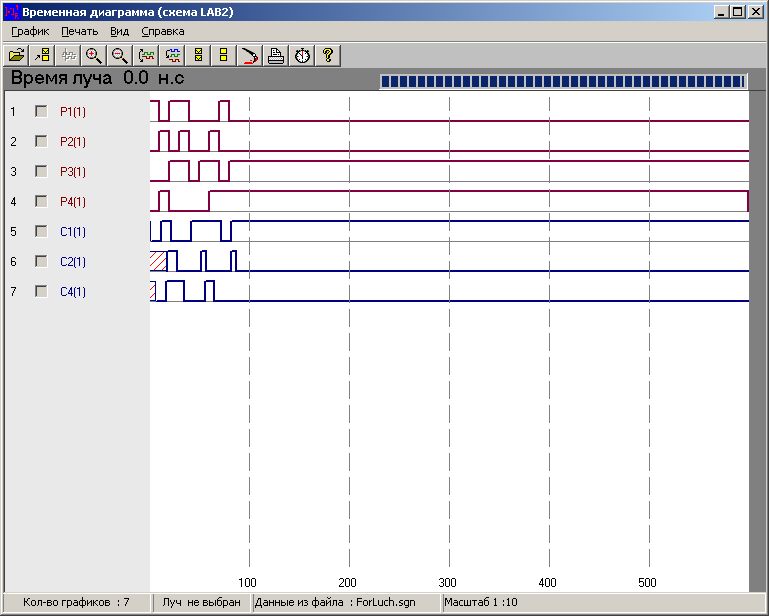 Временная диаграмма (схема LAB2)
График Печать Вид Справка
Время луча 0.0 н.с
1 P1(1)
2 P2(1)
3 P3(1)
4 P4(1)
5 C1(1)
6 C2(1)
7 C4(1)
100 200 300 400 500
Кол-во графиков : 7 Луч не выбран Данные из файла : ForLuch.sgn Масштаб 1 :10